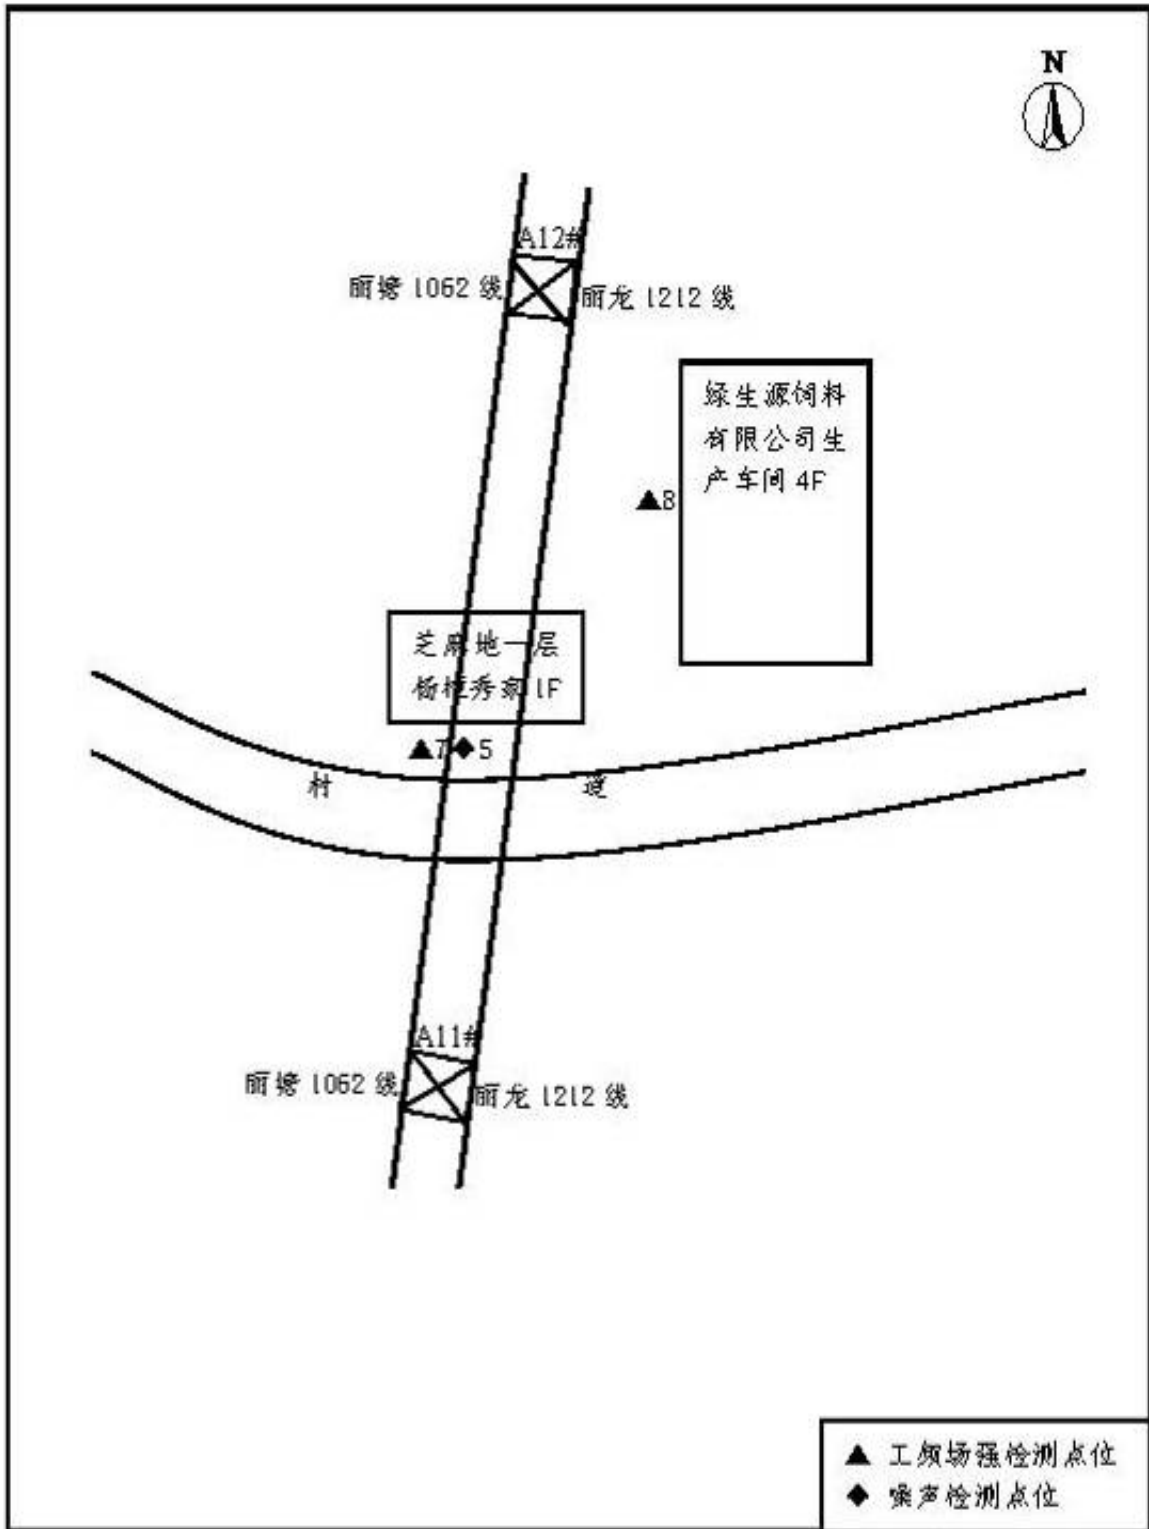 N
A12#
丽塘 1062 线
丽龙 1212 线
绿生源饲料
有限公司生
产车间 4F
▲8
芝麻地一层
杨桂秀家 1F
▲7 ◆5
村 道
A11#
丽塘 1062 线
丽龙 1212 线
▲ 工频场强检测点位
◆ 噪声检测点位